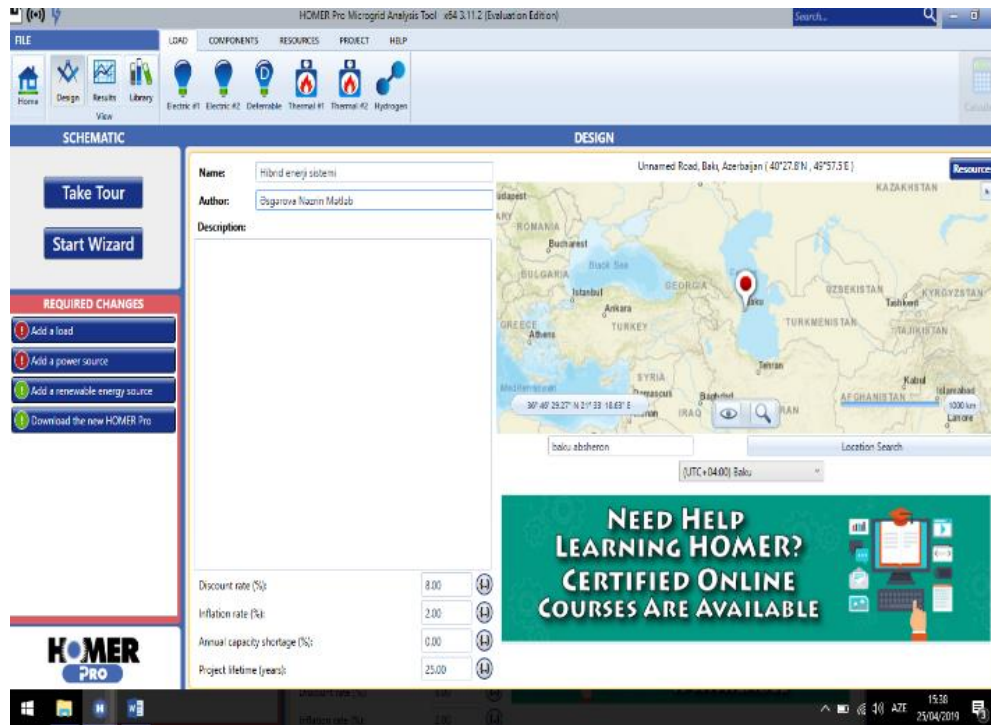 HOMER Pro Microgrid Analysis Tool x64 3.11.2 (Evaluation Edition)
Search...
FILE
LOAD COMPONENTS RESOURCES PROJECT HELP
Home Design Results Library
View
Electric #1 Electric #2 Deferrable Thermal #1 Thermal #2 Hydrogen
SCHEMATIC
DESIGN
Take Tour
Start Wizard
REQUIRED CHANGES
Add a load
Add a power source
Add a renewable energy source
Download the new HOMER Pro
HOMER
PRO
Name: Hibrid enerji sistemi
Author: Əsgərova Nəzrin Mətləb
Description:
Discount rate (%): 8.00
Inflation rate (%): 2.00
Annual capacity shortage (%): 0.00
Project lifetime (years): 25.00
Unnamed Road, Bakı, Azerbaijan ( 40°27.8'N , 49°57.5'E )
Resources
KAZAKHSTAN
ROMANIA
Bucharest
Black Sea
BULGARIA
GEORGIA
UZBEKISTAN
KYRGYZSTAN
Istanbul
Tashkent
Ankara
TURKMENISTAN
TAJIKISTAN
GREECE
Athens
TURKEY
Tehran
SYRIA
Kabul
Islamabad
Damascus
Baghdad
AFGHANISTAN
IRAQ
1000 km
Lahore
baku absheron
Location Search
(UTC+04:00) Baku
NEED HELP
LEARNING HOMER?
CERTIFIED ONLINE
COURSES ARE AVAILABLE
AZE
15:38
25/04/2019